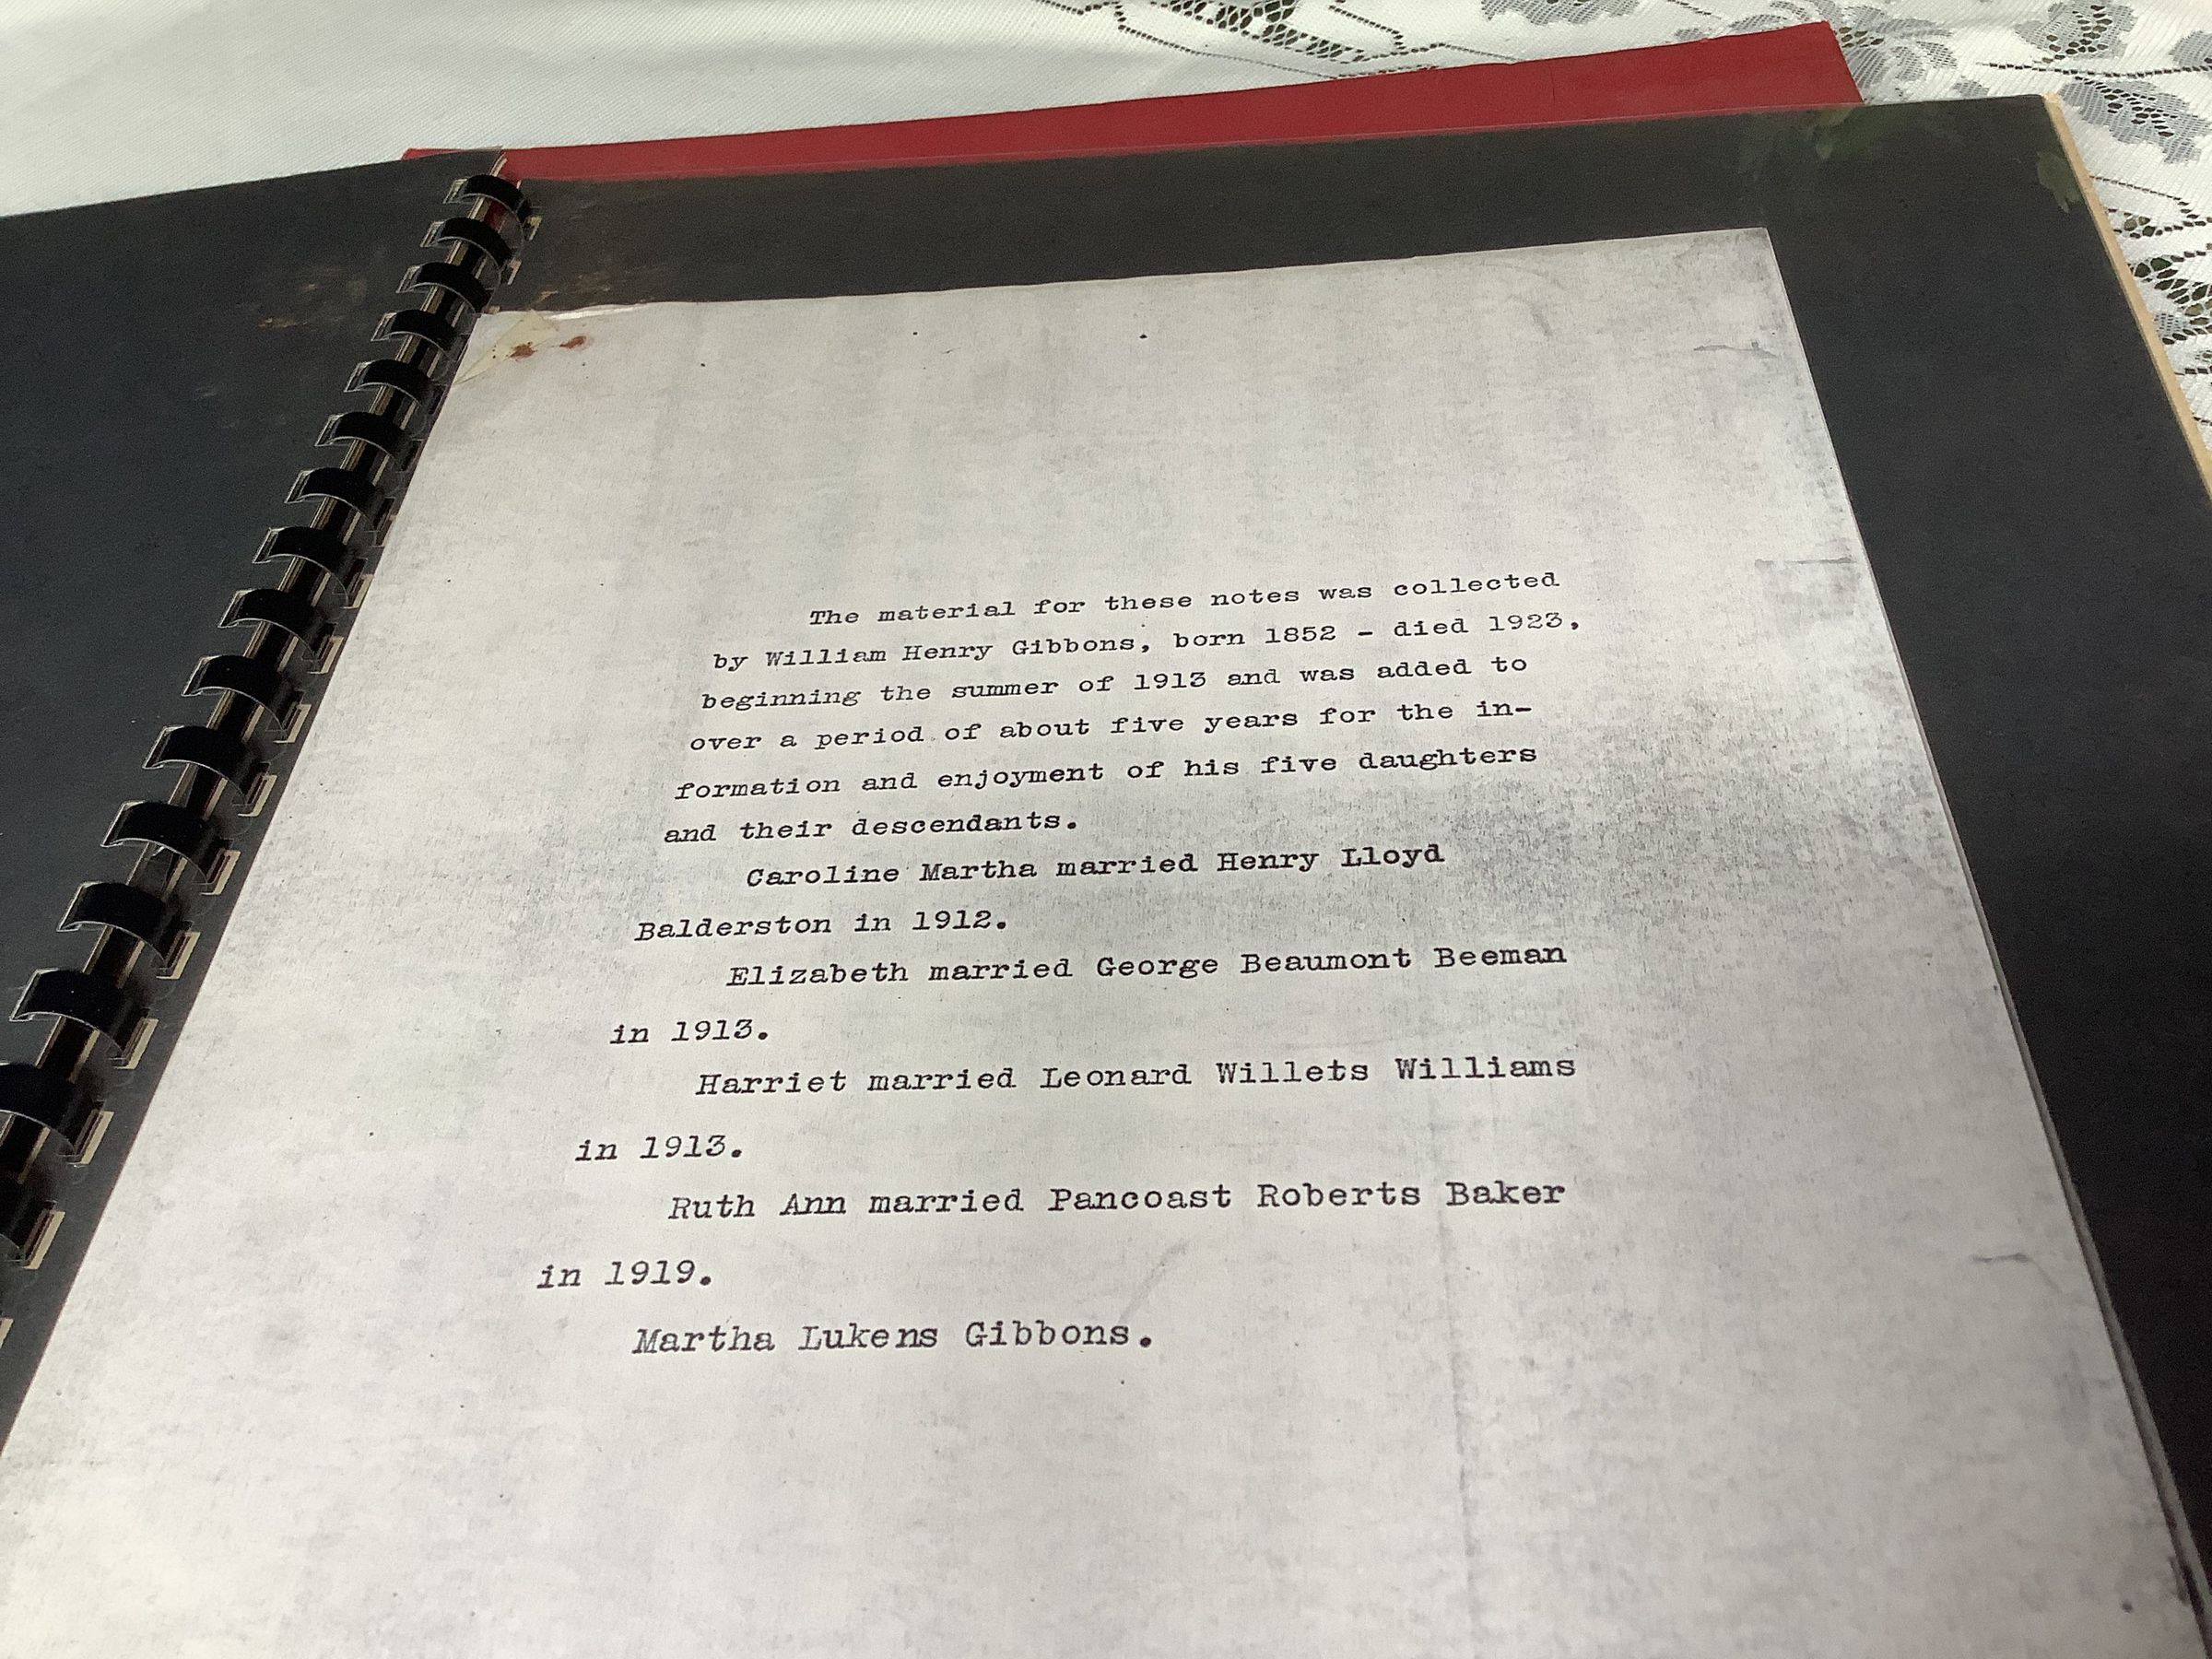 The material for these notes was collected
by William Henry Gibbons, born 1852 - died 1923,
beginning the summer of 1913 and was added to
over a period of about five years for the in-
formation and enjoyment of his five daughters
and their descendants.
Caroline Martha married Henry Lloyd
Balderston in 1912.
Elizabeth married George Beaumont Beeman
in 1913.
Harriet married Leonard Willets Williams
in 1913.
Ruth Ann married Pancoast Roberts Baker
in 1919.
Martha Lukens Gibbons.